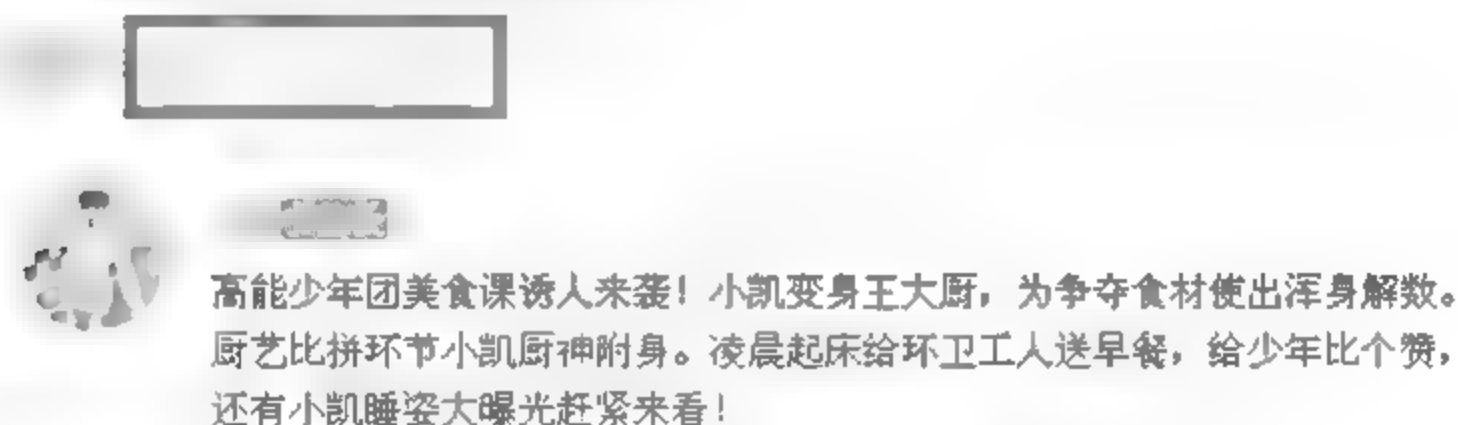 高能少年团美食课诱人来袭！小凯变身王大厨，为争夺食材使出浑身解数。
厨艺比拼环节小凯厨神附身。凌晨起床给环卫工人送早餐，给少年比个赞，
还有小凯睡姿大曝光赶紧来看！